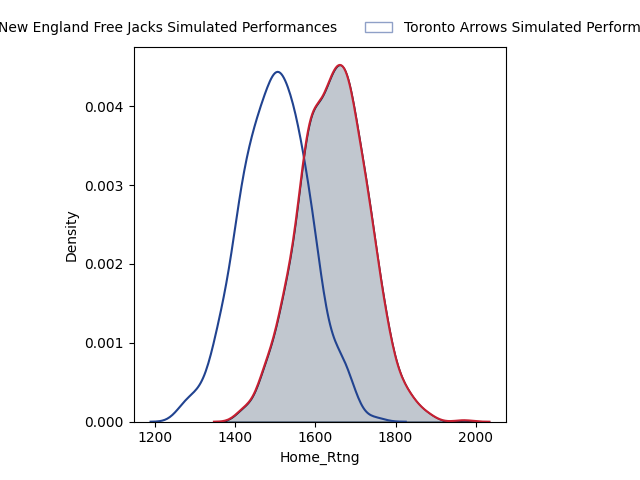 New England Free Jacks Simulated Performances
Toronto Arrows Simulated Perform
0.004
0.003
0.002
0.001
0.000
Density
1200 1400 1600 1800 2000
Home_Rtng